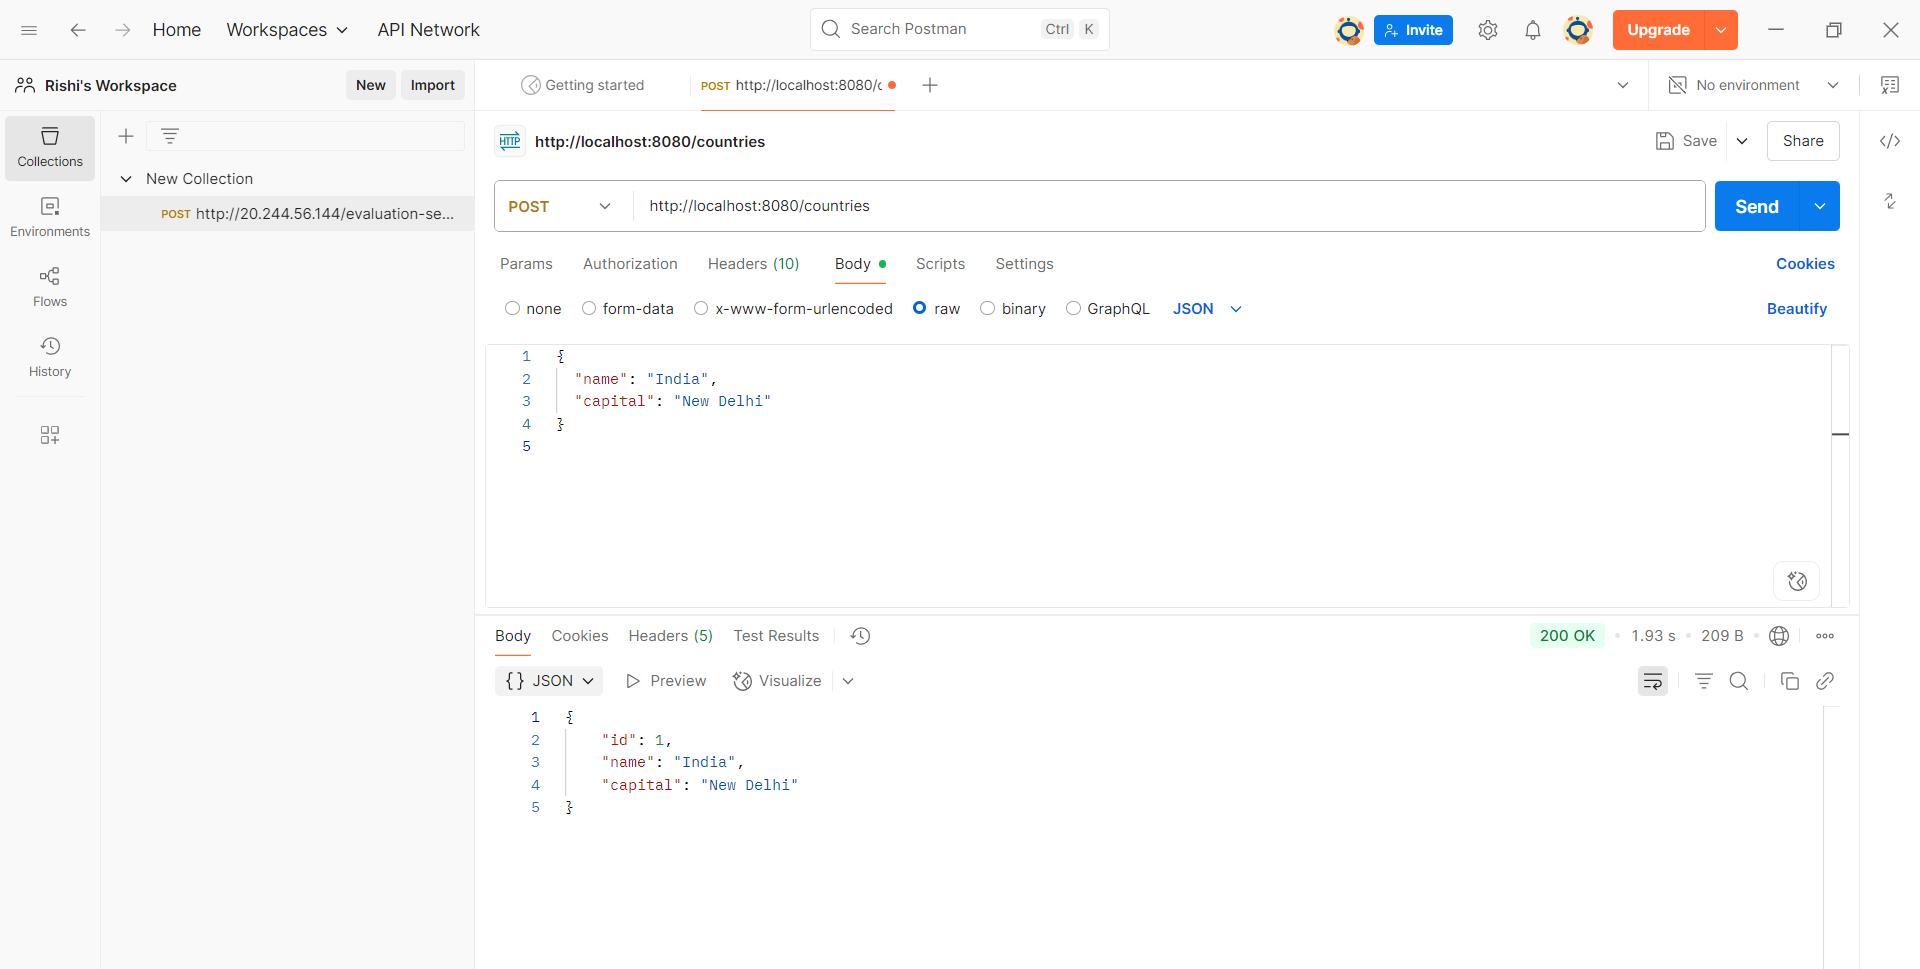 Home Workspaces API Network Search Postman Ctrl K Invite Upgrade
Rishi's Workspace New Import Getting started POST http://localhost:8080/c No environment
Collections
Environments
Flows
History
New Collection
POST http://20.244.56.144/evaluation-se...
HTTP http://localhost:8080/countries Save Share
POST http://localhost:8080/countries Send
Params Authorization Headers (10) Body Scripts Settings Cookies
none form-data x-www-form-urlencoded raw binary GraphQL JSON Beautify
1 {
2 "name": "India",
3 "capital": "New Delhi"
4 }
5
Body Cookies Headers (5) Test Results 200 OK • 1.93 s • 209 B •
{} JSON Preview Visualize
1 {
2 "id": 1,
3 "name": "India",
4 "capital": "New Delhi"
5 }